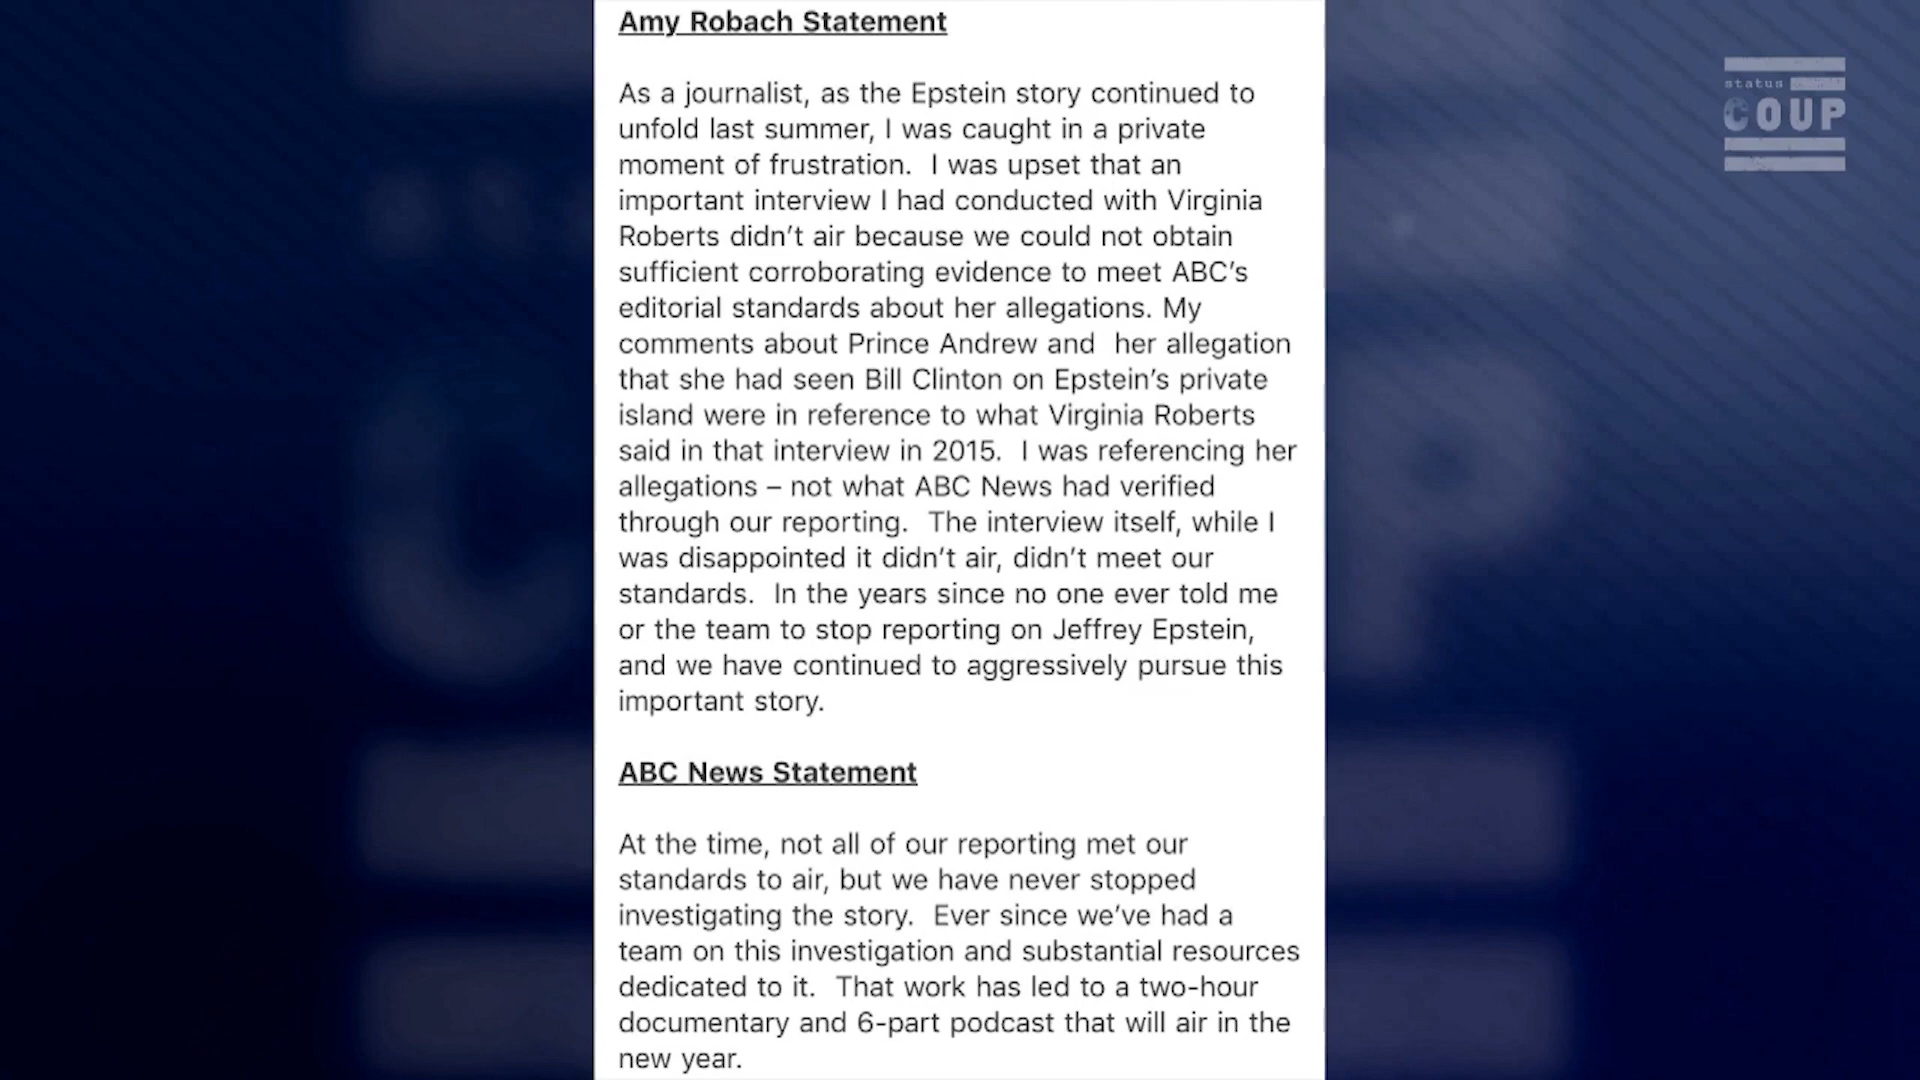 Amy Robach Statement
As a journalist, as the Epstein story continued to
unfold last summer, I was caught in a private
moment of frustration.  I was upset that an
important interview I had conducted with Virginia
Roberts didn’t air because we could not obtain
sufficient corroborating evidence to meet ABC’s
editorial standards about her allegations. My
comments about Prince Andrew and  her allegation
that she had seen Bill Clinton on Epstein’s private
island were in reference to what Virginia Roberts
said in that interview in 2015.  I was referencing her
allegations – not what ABC News had verified
through our reporting.  The interview itself, while I
was disappointed it didn’t air, didn’t meet our
standards.  In the years since no one ever told me
or the team to stop reporting on Jeffrey Epstein,
and we have continued to aggressively pursue this
important story.
ABC News Statement
At the time, not all of our reporting met our
standards to air, but we have never stopped
investigating the story.  Ever since we’ve had a
team on this investigation and substantial resources
dedicated to it.  That work has led to a two-hour
documentary and 6-part podcast that will air in the
new year.
status
COUP